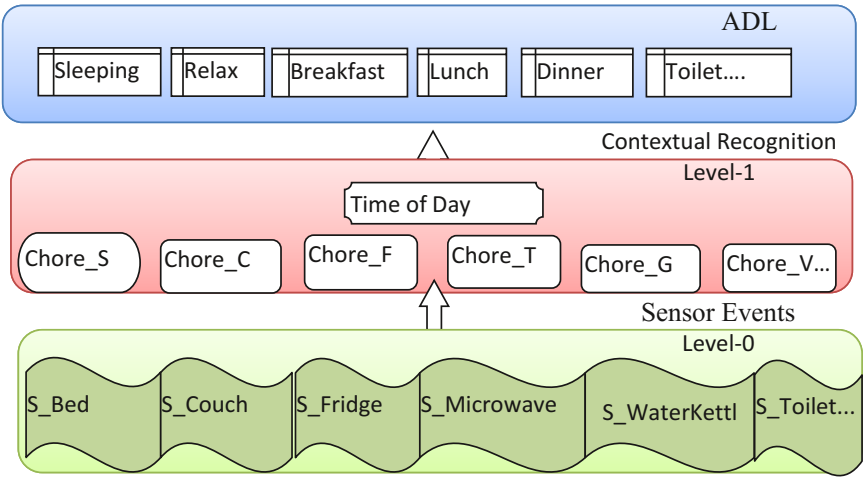 ADL
Sleeping
Relax
Breakfast
Lunch
Dinner
Toilet....
Contextual Recognition
Level-1
Time of Day
Chore_S
Chore_C
Chore_F
Chore_T
Chore_G
Chore_V...
Sensor Events
Level-0
S_Bed
S_Couch
S_Fridge
S_Microwave
S_WaterKettl
S_Toilet...